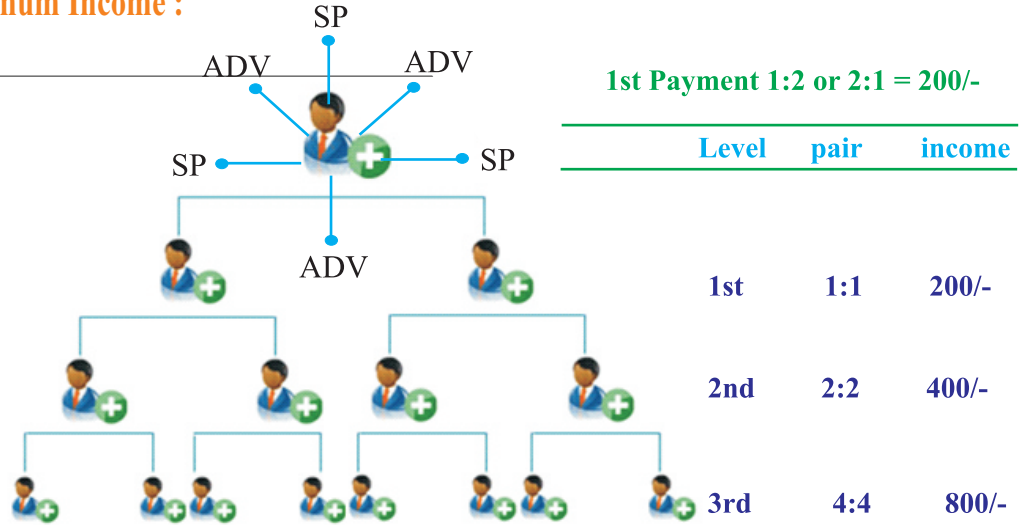 Income :
SP
ADV ADV
SP SP
ADV
1st Payment 1:2 or 2:1 = 200/-
Level pair income
1st 1:1 200/-
2nd 2:2 400/-
3rd 4:4 800/-